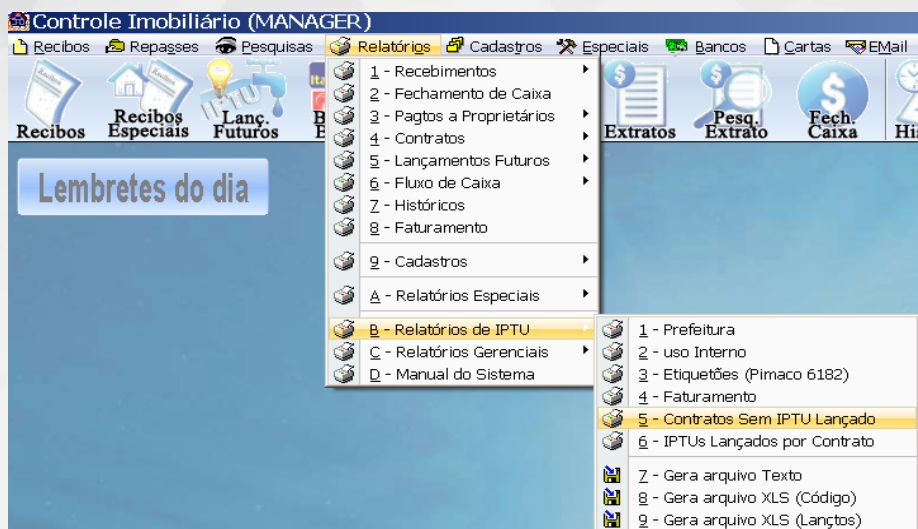 Controle Imobiliário (MANAGER)
Recibos Repasses Pesquisas Relatórios Cadastros Especiais Bancos Cartas EMail
Recibos
Recibos Especiais
IPTU
Lanç. Futuros
Extratos
Pesq. Extrato
Fech. Caixa
Lembretes do dia
1 - Recebimentos
2 - Fechamento de Caixa
3 - Pagtos a Proprietários
4 - Contratos
5 - Lançamentos Futuros
6 - Fluxo de Caixa
7 - Históricos
8 - Faturamento
9 - Cadastros
A - Relatórios Especiais
B - Relatórios de IPTU
C - Relatórios Gerenciais
D - Manual do Sistema
1 - Prefeitura
2 - uso Interno
3 - Etiquetões (Pimaco 6182)
4 - Faturamento
5 - Contratos Sem IPTU Lançado
6 - IPTUs Lançados por Contrato
7 - Gera arquivo Texto
8 - Gera arquivo XLS (Código)
9 - Gera arquivo XLS (Lançtos)